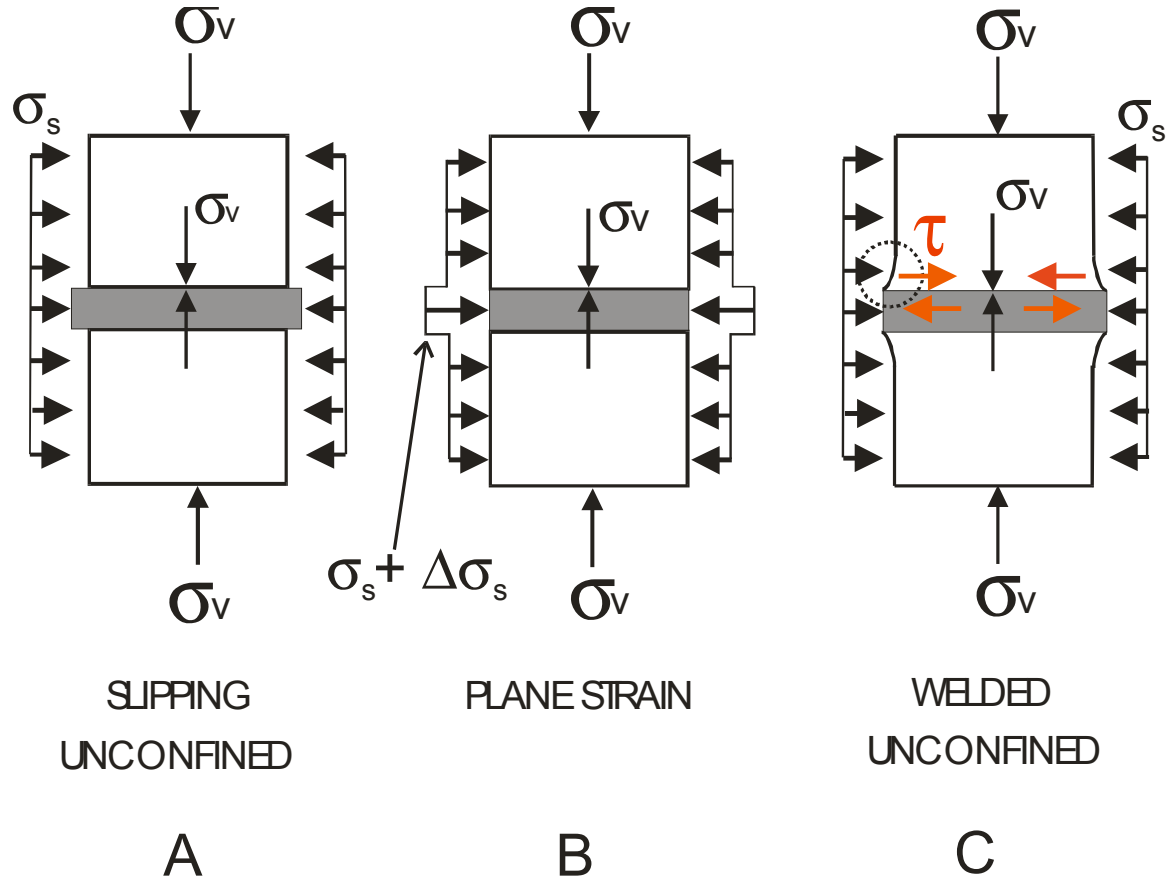 σv σv σv
σs σs
σv σv σv
τ
σs + Δσs
σv σv σv
SLIPPING
UNCONFINED
PLANE STRAIN
WELDED
UNCONFINED
A B C